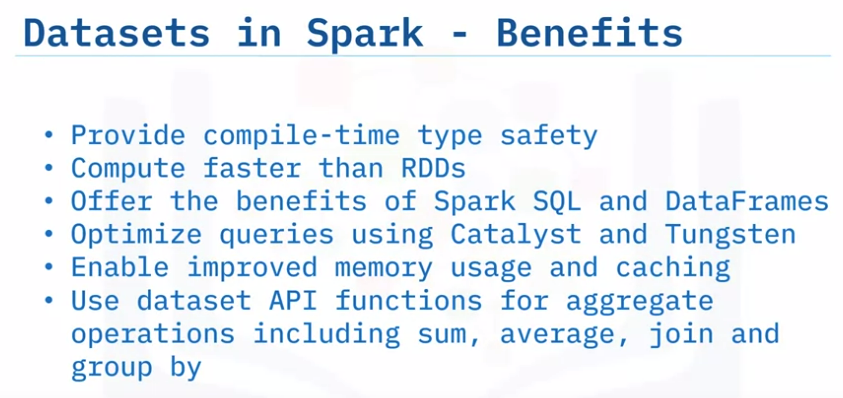 Datasets in Spark - Benefits
• Provide compile-time type safety
• Compute faster than RDDs
• Offer the benefits of Spark SQL and DataFrames
• Optimize queries using Catalyst and Tungsten
• Enable improved memory usage and caching
• Use dataset API functions for aggregate
operations including sum, average, join and
group by